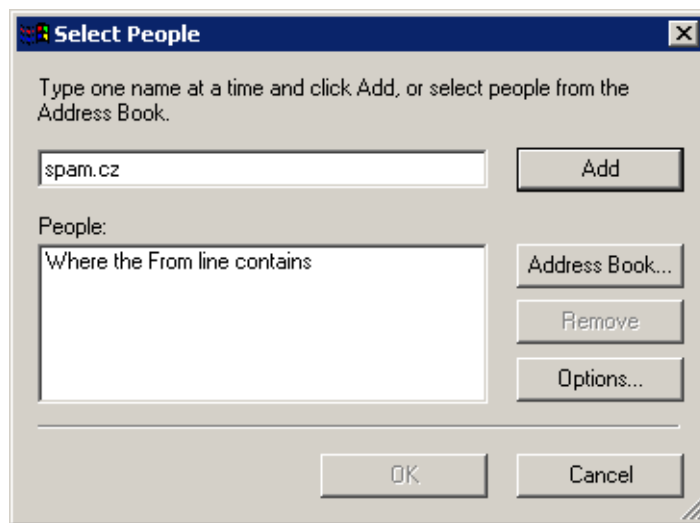 Select People
Type one name at a time and click Add, or select people from the
Address Book.
spam.cz
Add
People:
Where the From line contains
Address Book...
Remove
Options...
OK
Cancel